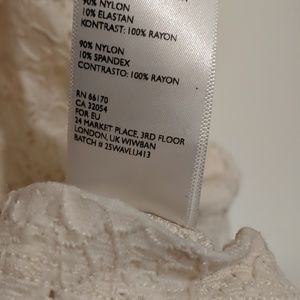 90% NYLON
10% ELASTAN
KONTRAST: 100% RAYON
90% NYLON
10% SPANDEX
CONTRASTO: 100% RAYON
RN 66170
CA 32054
FOR EU
24 MARKET PLACE, 3RD FLOOR
LONDON, UK WIWBAN
BATCH # 25WAVLU413